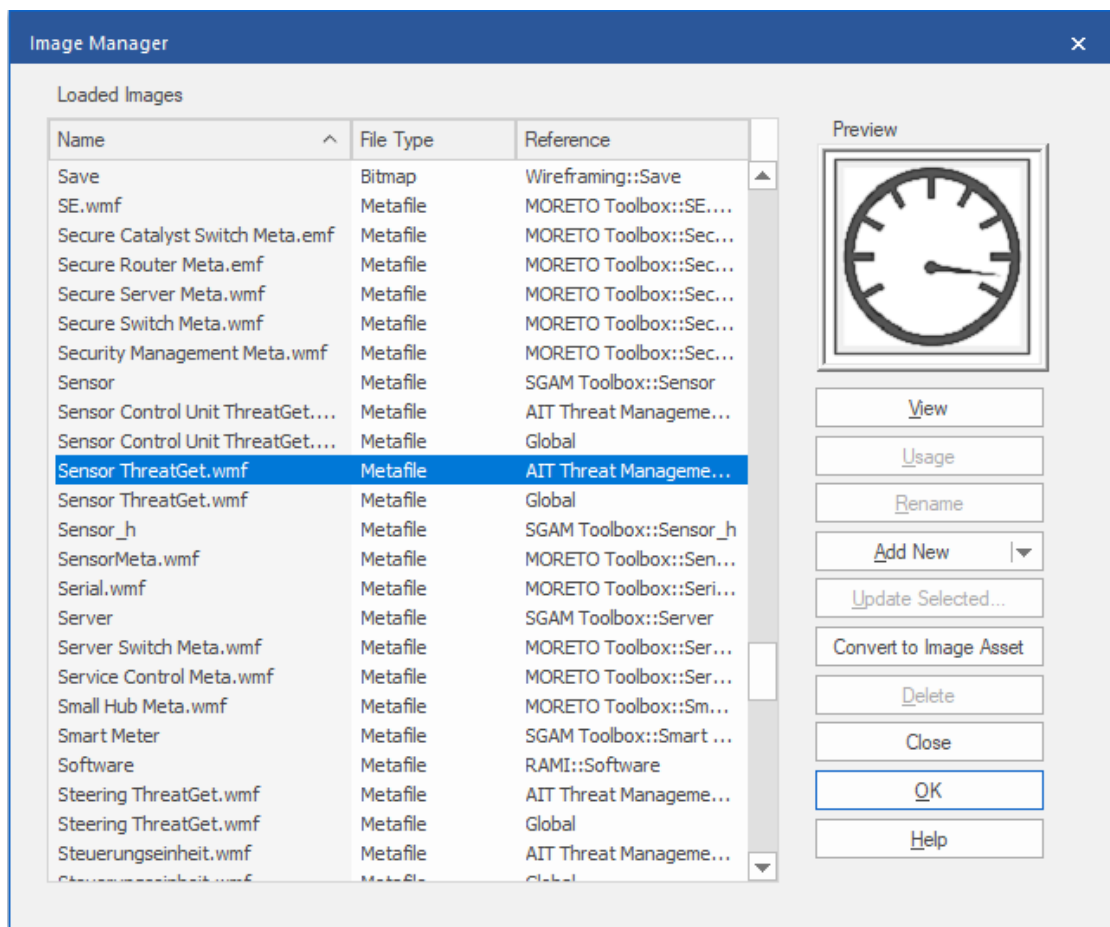 Image Manager
Loaded Images
Name File Type Reference
Save Bitmap Wireframing::Save
SE.wmf Metafile MORETO Toolbox::SE....
Secure Catalyst Switch Meta.emf Metafile MORETO Toolbox::Sec...
Secure Router Meta.emf Metafile MORETO Toolbox::Sec...
Secure Server Meta.wmf Metafile MORETO Toolbox::Sec...
Secure Switch Meta.wmf Metafile MORETO Toolbox::Sec...
Security Management Meta.wmf Metafile MORETO Toolbox::Sec...
Sensor Metafile SGAM Toolbox::Sensor
Sensor Control Unit ThreatGet.... Metafile AIT Threat Manageme...
Sensor Control Unit ThreatGet.... Metafile Global
Sensor ThreatGet.wmf Metafile AIT Threat Manageme...
Sensor ThreatGet.wmf Metafile Global
Sensor_h Metafile SGAM Toolbox::Sensor_h
SensorMeta.wmf Metafile MORETO Toolbox::Sen...
Serial.wmf Metafile MORETO Toolbox::Seri...
Server Metafile SGAM Toolbox::Server
Server Switch Meta.wmf Metafile MORETO Toolbox::Ser...
Service Control Meta.wmf Metafile MORETO Toolbox::Ser...
Small Hub Meta.wmf Metafile MORETO Toolbox::Sm...
Smart Meter Metafile SGAM Toolbox::Smart ...
Software Metafile RAMI::Software
Steering ThreatGet.wmf Metafile AIT Threat Manageme...
Steering ThreatGet.wmf Metafile Global
Steuerungseinheit.wmf Metafile AIT Threat Manageme...
Steuerungseinheit.wmf Metafile Global
Preview
View
Usage
Rename
Add New
Update Selected...
Convert to Image Asset
Delete
Close
OK
Help